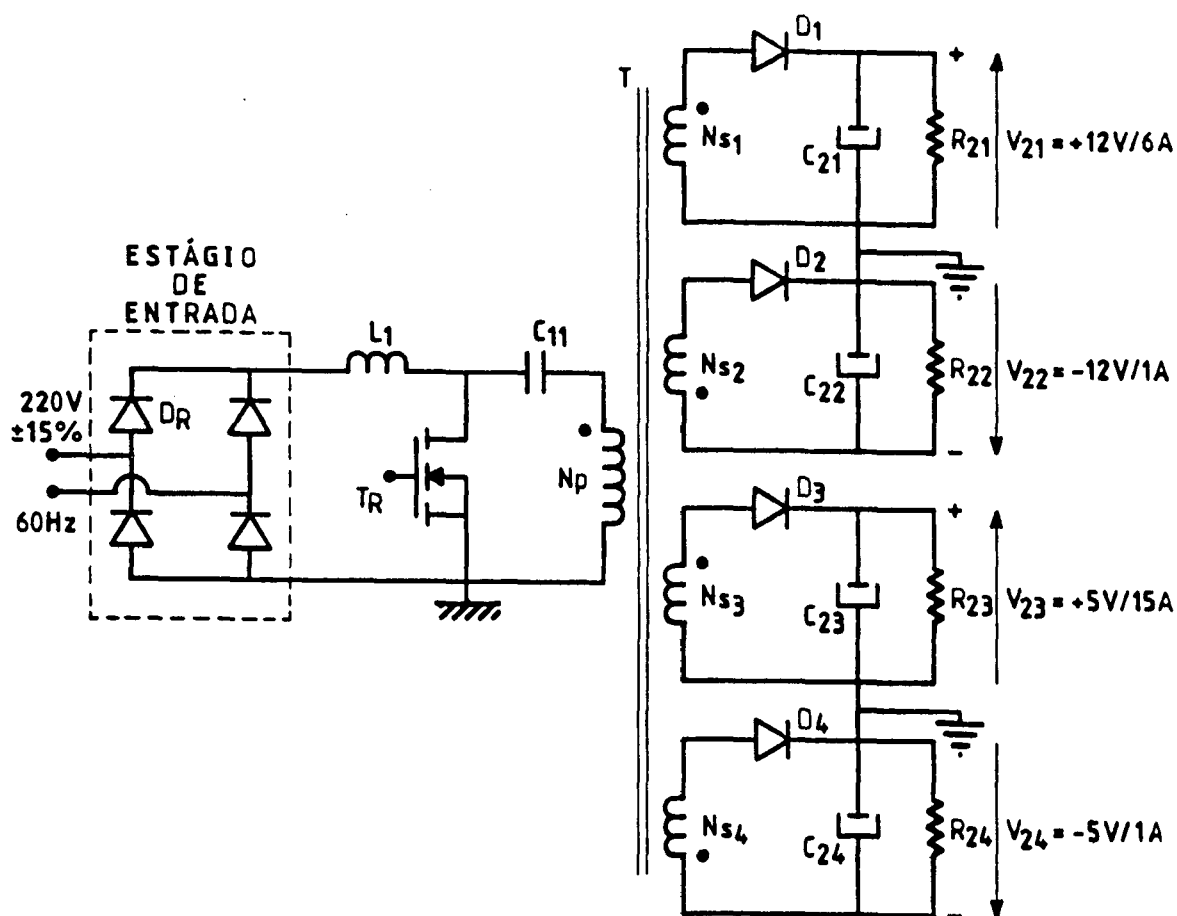 ESTÁGIO
DE
ENTRADA
220V
±15%
60Hz
DR
L1
C11
TR
Np
T
D1
Ns1
C21
R21
+
V21 = +12V/6A
D2
Ns2
C22
R22
V22 = -12V/1A
-
D3
Ns3
C23
R23
+
V23 = +5V/15A
D4
Ns4
C24
R24
V24 = -5V/1A
-